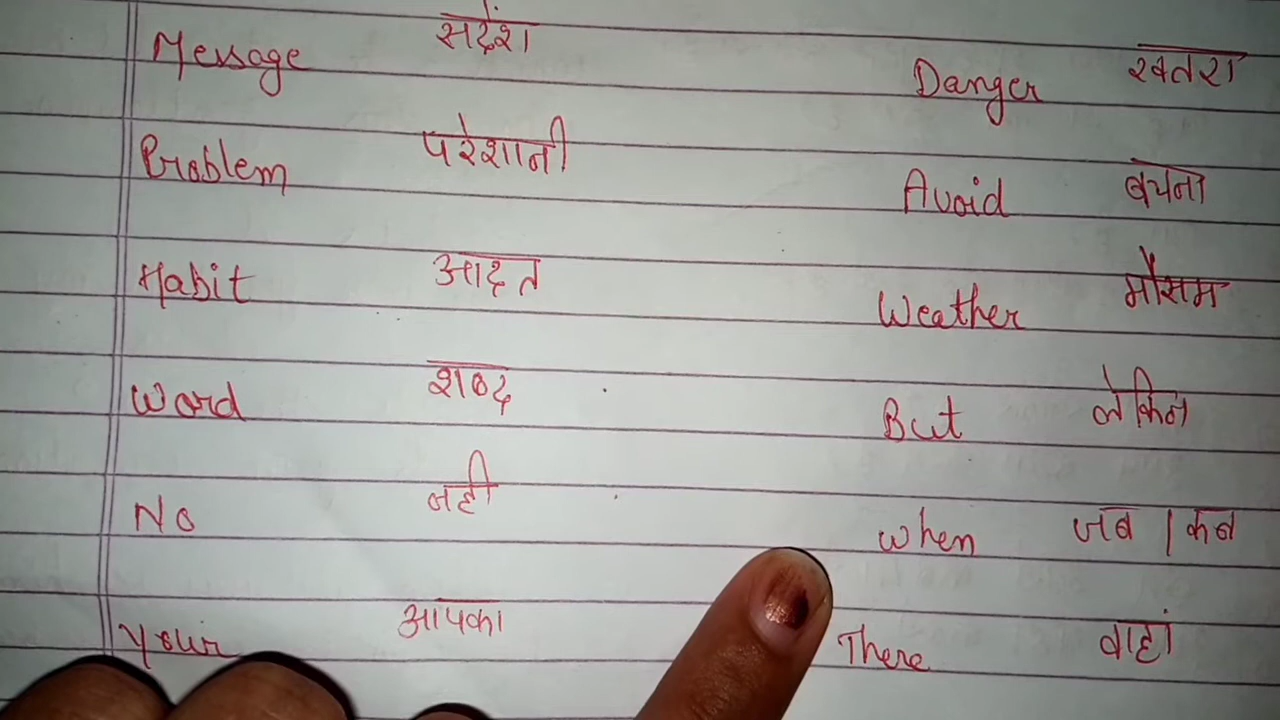 Message सदेंश Danger खतरा
Problem परेशानी Avoid बचना
Habit आदत Weather मौसम
Word शब्द But लेकिन
No नही When जब / कब
Your आपका There वाहां